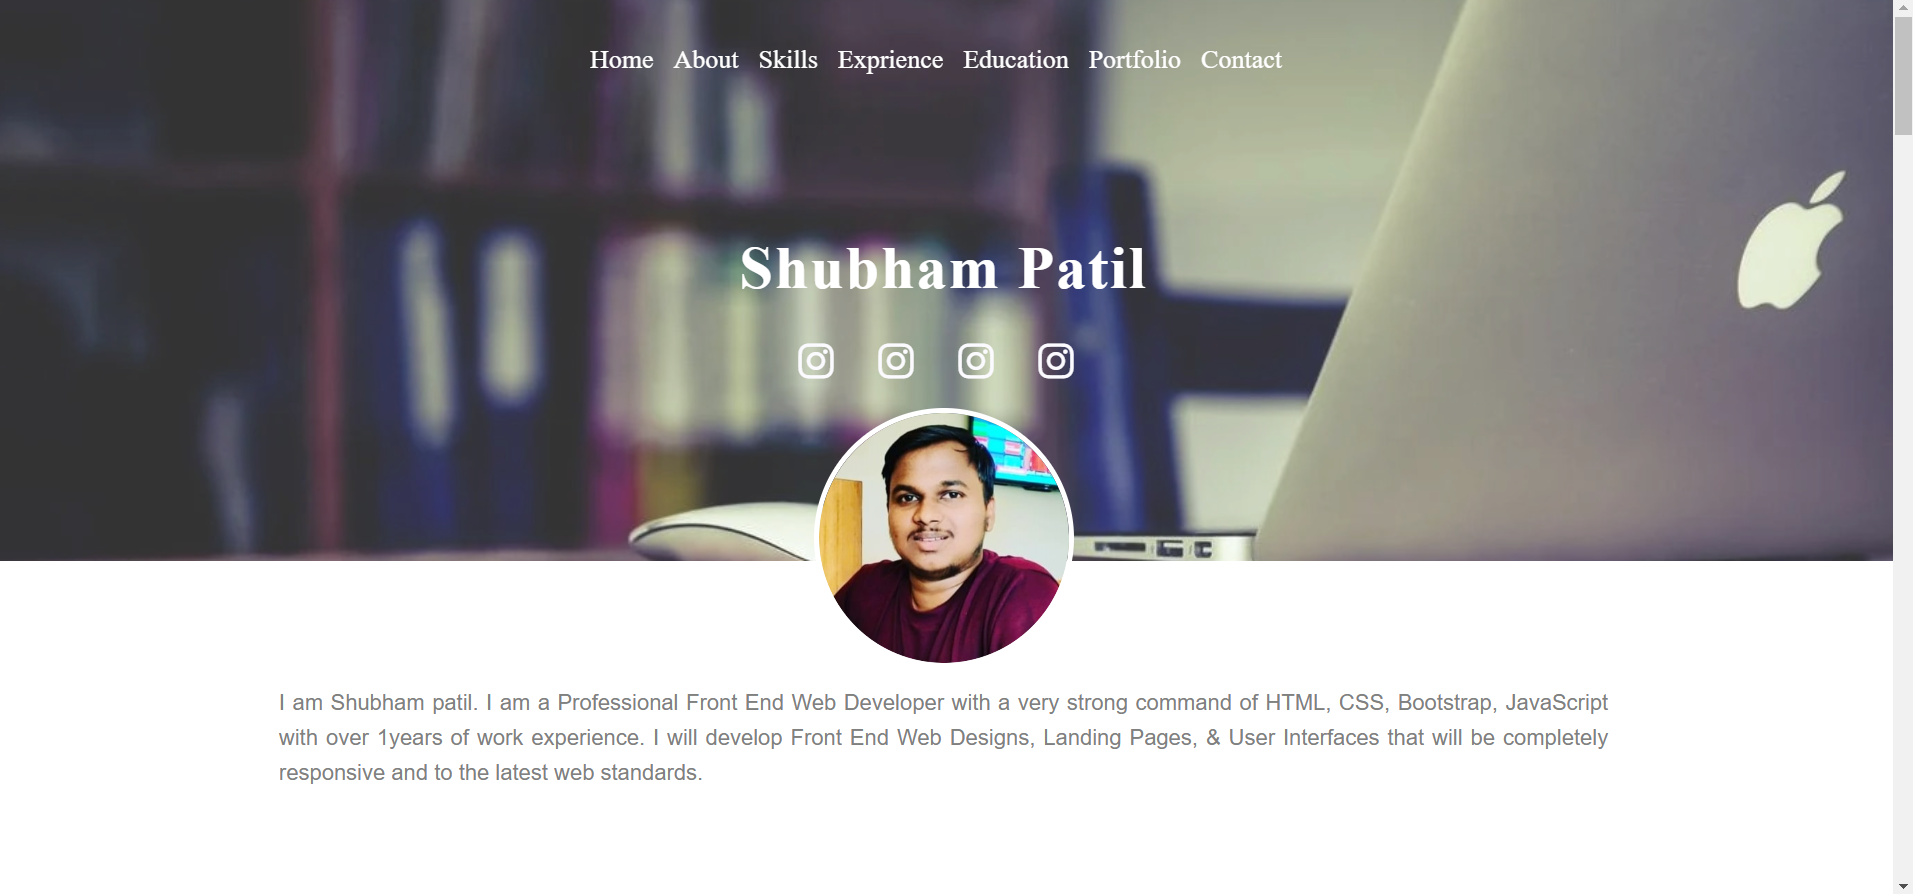 Home About Skills Exprience Education Portfolio Contact
Shubham Patil
I am Shubham patil. I am a Professional Front End Web Developer with a very strong command of HTML, CSS, Bootstrap, JavaScript
with over 1years of work experience. I will develop Front End Web Designs, Landing Pages, & User Interfaces that will be completely
responsive and to the latest web standards.